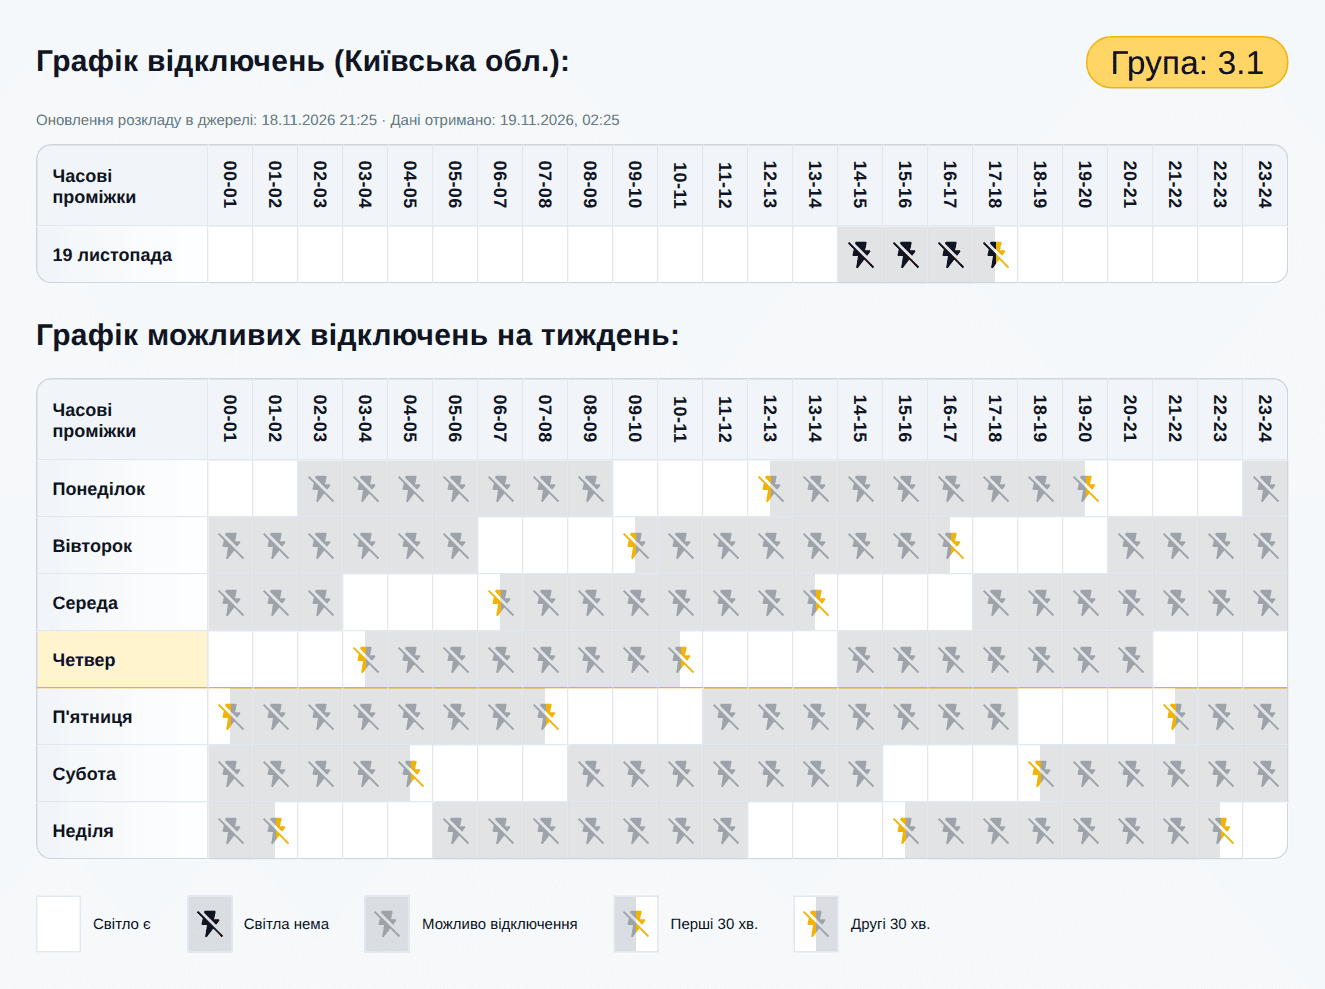 Графік відключень (Київська обл.):
Група: 3.1
Оновлення розкладу в джерелі: 18.11.2026 21:25 · Дані отримано: 19.11.2026, 02:25
Часові
проміжки
00-01 01-02 02-03 03-04 04-05 05-06 06-07 07-08 08-09 09-10 10-11 11-12 12-13 13-14 14-15 15-16 16-17 17-18 18-19 19-20 20-21 21-22 22-23 23-24
19 листопада
Графік можливих відключень на тиждень:
Часові
проміжки
00-01 01-02 02-03 03-04 04-05 05-06 06-07 07-08 08-09 09-10 10-11 11-12 12-13 13-14 14-15 15-16 16-17 17-18 18-19 19-20 20-21 21-22 22-23 23-24
Понеділок
Вівторок
Середа
Четвер
П'ятниця
Субота
Неділя
Світло є Світла нема Можливо відключення Перші 30 хв. Другі 30 хв.